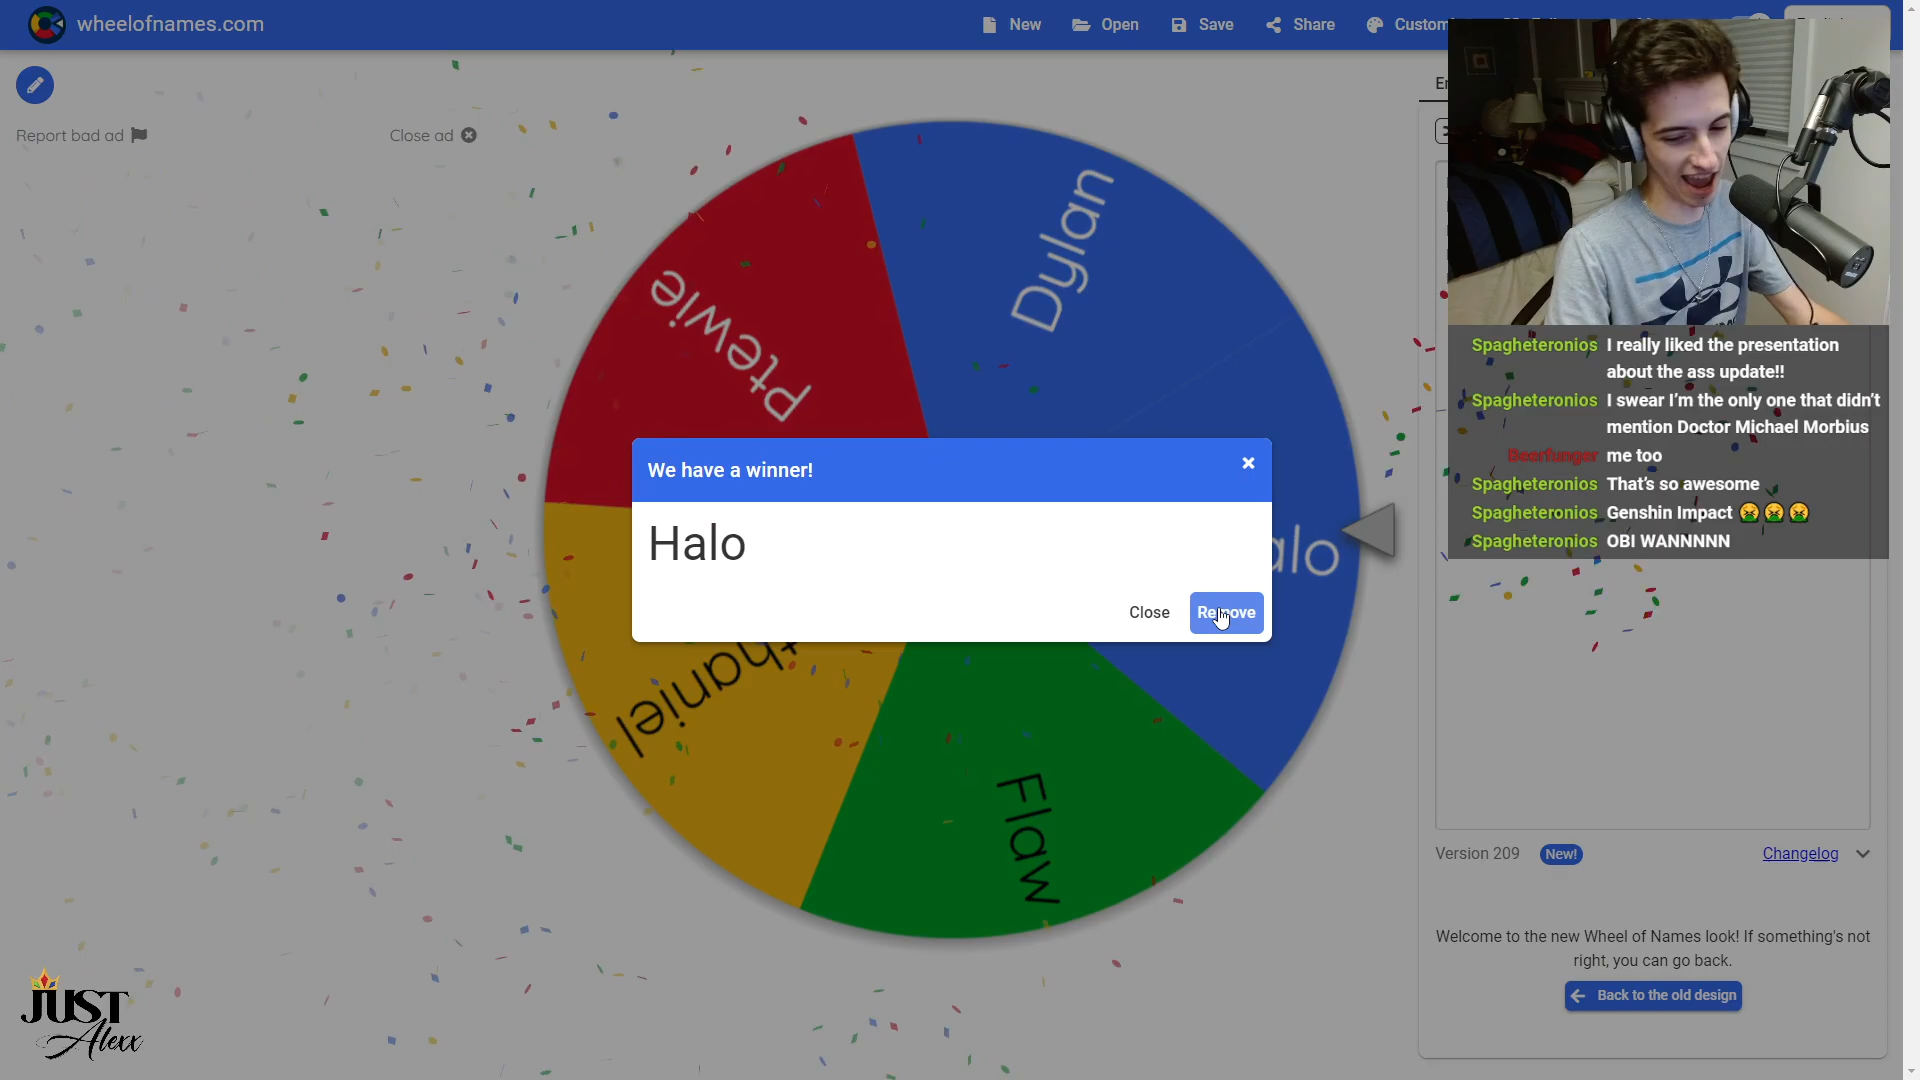 wheelofnames.com
New
Open
Save
Share
Report bad ad
Close ad
Dylan
Ptewie
We have a winner!
Halo
Close
Remove
alo
thaniel
Flaw
Spagheteronios I really liked the presentation
about the ass update!!
Spagheteronios I swear I'm the only one that didn't
mention Doctor Michael Morbius
Bearfunger me too
Spagheteronios That's so awesome
Spagheteronios Genshin Impact 🤮🤮🤮
Spagheteronios OBI WANNNNN
Version 209
New!
Changelog
Welcome to the new Wheel of Names look! If something's not
right, you can go back.
Back to the old design
JUST
Alexx